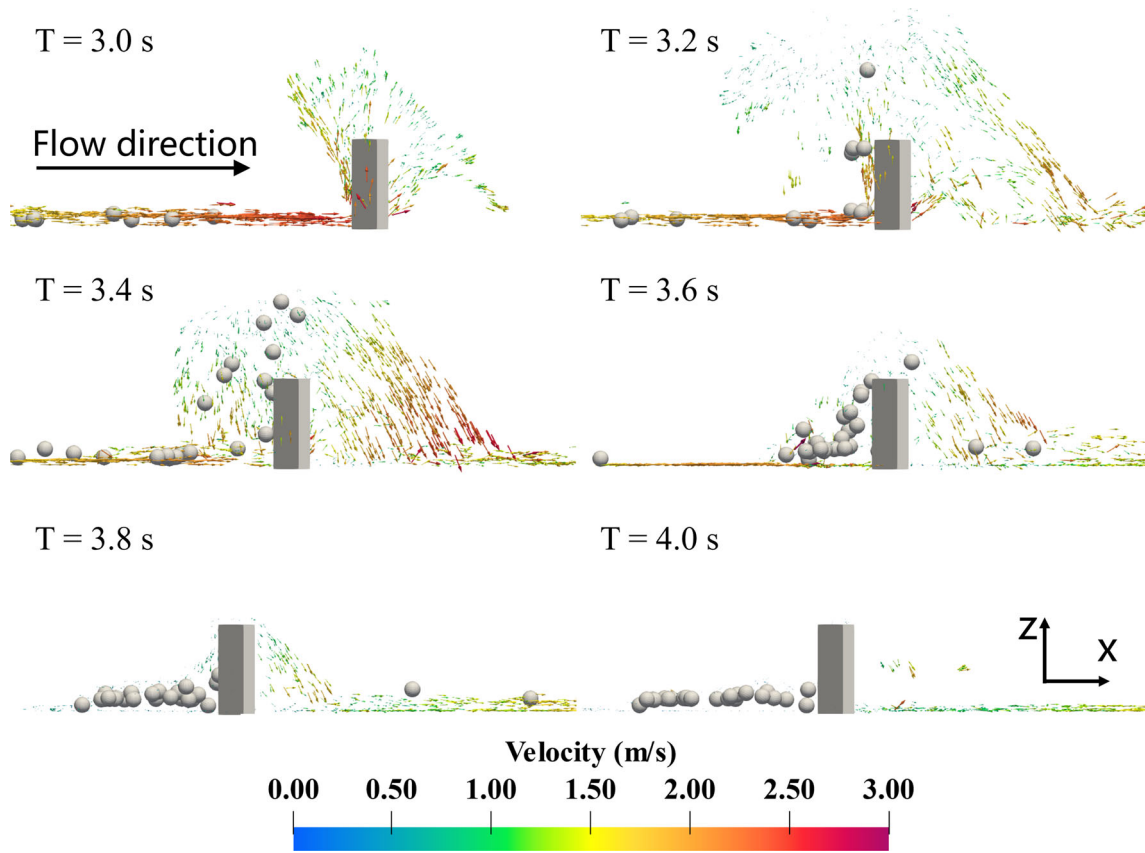 T = 3.0 s
T = 3.2 s
Flow direction
T = 3.4 s
T = 3.6 s
T = 3.8 s
T = 4.0 s
Z
X
Velocity (m/s)
0.00 0.50 1.00 1.50 2.00 2.50 3.00